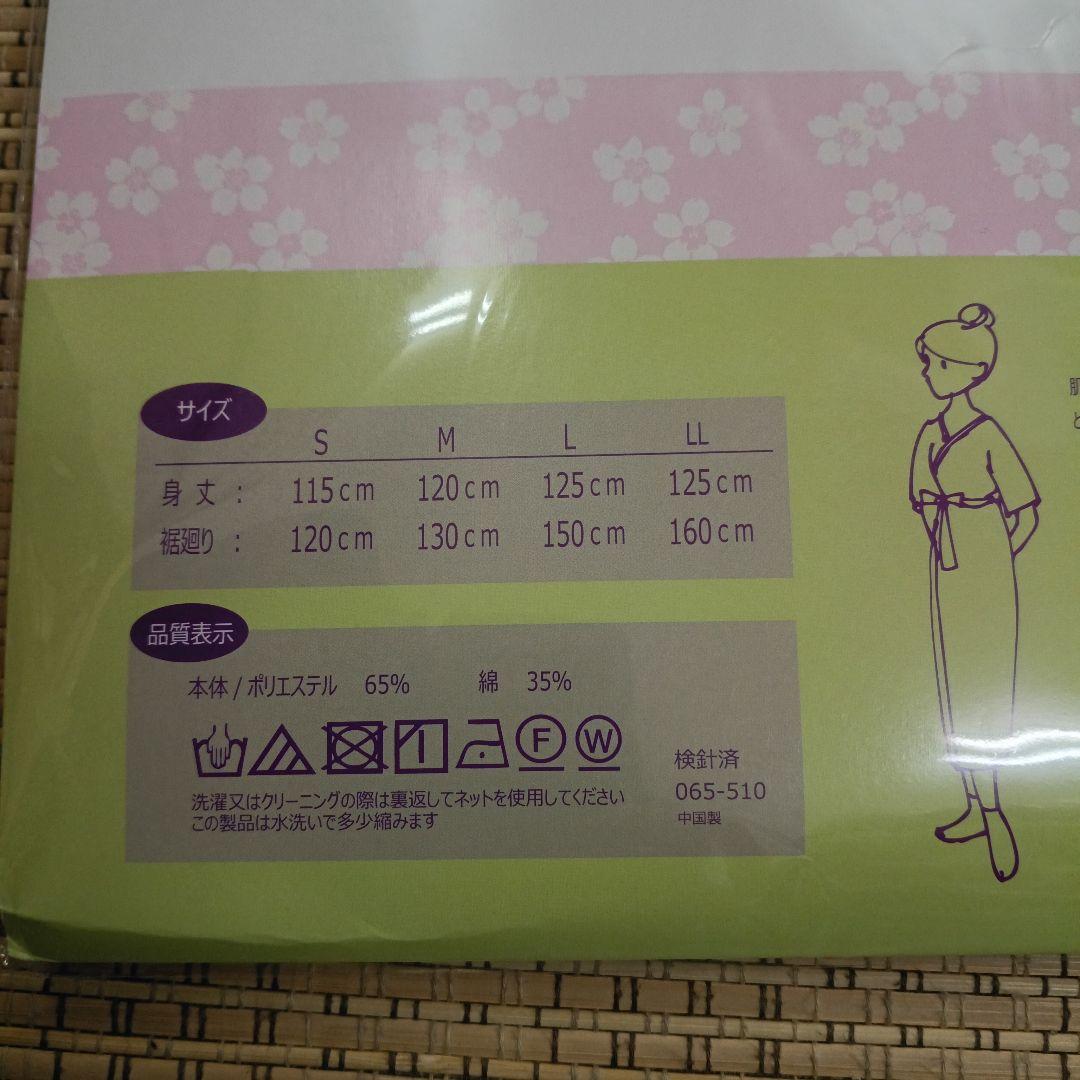 サイズ
S M L LL
身丈 : 115cm 120cm 125cm 125cm
裾廻り : 120cm 130cm 150cm 160cm
品質表示
本体/ポリエステル 65% 綿 35%
F W
洗濯又はクリーニングの際は裏返してネットを使用してください
この製品は水洗いで多少縮みます
検針済
065-510
中国製